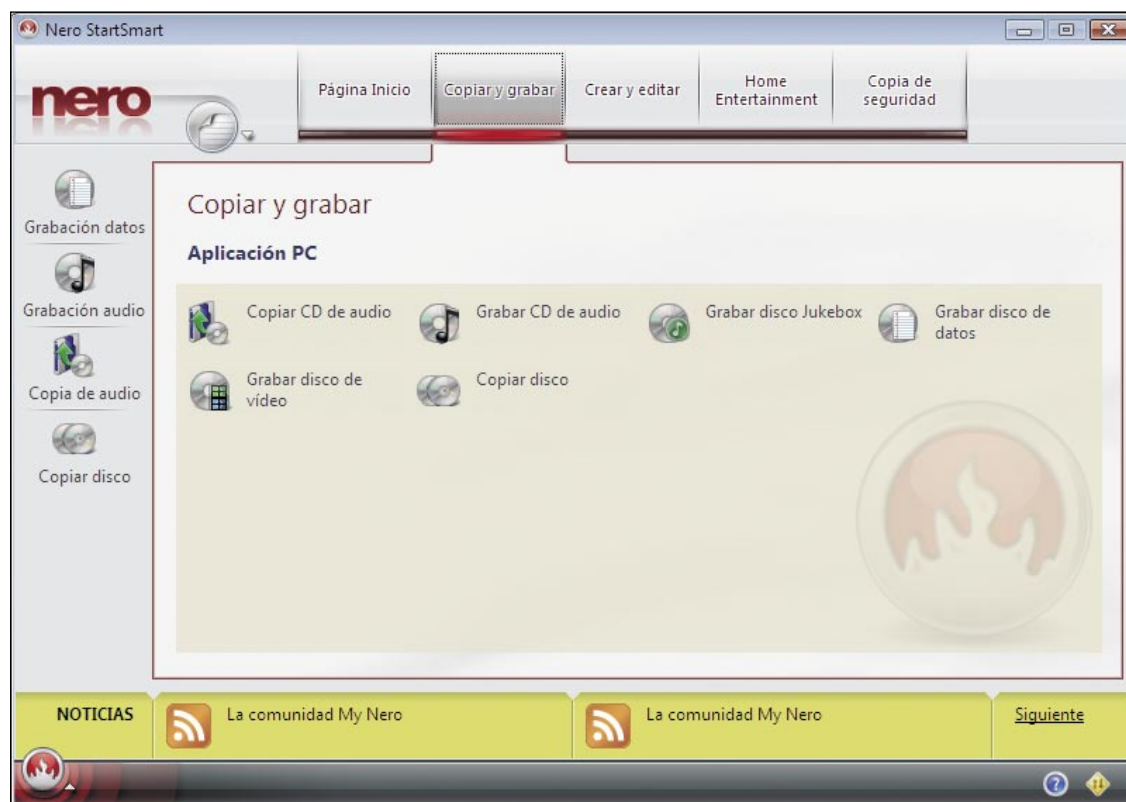 Nero StartSmart
nero
Página Inicio
Copiar y grabar
Crear y editar
Home
Entertainment
Copia de
seguridad
Grabación datos
Grabación audio
Copia de audio
Copiar disco
Copiar y grabar
Aplicación PC
Copiar CD de audio
Grabar CD de audio
Grabar disco Jukebox
Grabar disco de
datos
Grabar disco de
vídeo
Copiar disco
NOTICIAS
La comunidad My Nero
La comunidad My Nero
Siguiente